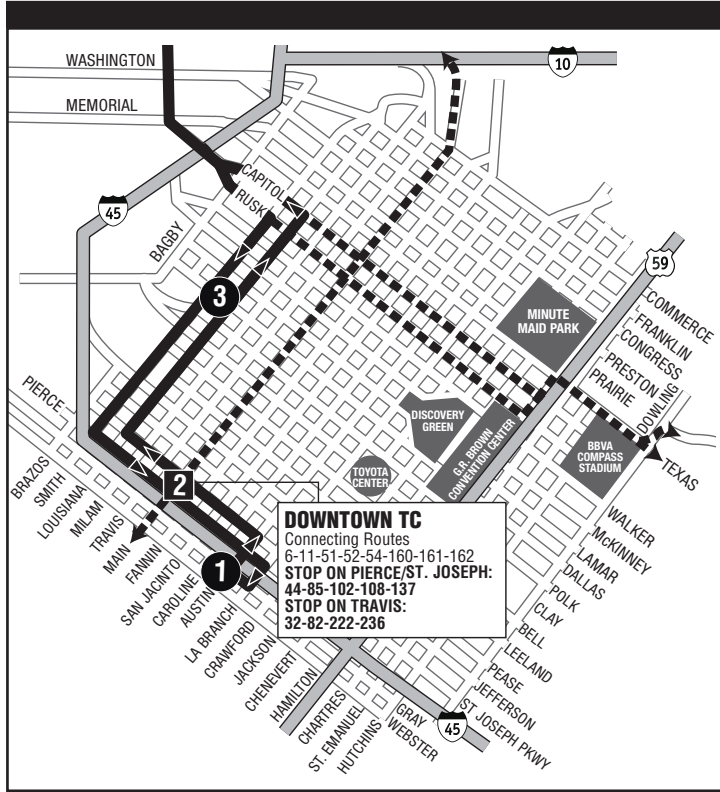 WASHINGTON
10
MEMORIAL
CAPITOL
RUSK
45
BAGBY
59
3
MINUTE
MAID PARK
COMMERCE
FRANKLIN
CONGRESS
PRESTON
PRAIRIE
DOWLING
TEXAS
PIERCE
BRAZOS
SMITH
LOUISIANA
MILAM
TRAVIS
MAIN
FANNIN
SAN JACINTO
CAROLINE
AUSTIN
LA BRANCH
CRAWFORD
JACKSON
CHENEVERT
HAMILTON
CHARTRES
ST. EMANUEL
HUTCHINS
DISCOVERY
GREEN
G.R. BROWN
CONVENTION CENTER
BBVA
COMPASS
STADIUM
TOYOTA
CENTER
2
1
DOWNTOWN TC
Connecting Routes
6-11-51-52-54-160-161-162
STOP ON PIERCE/ST. JOSEPH:
44-85-102-108-137
STOP ON TRAVIS:
32-82-222-236
WALKER
McKINNEY
LAMAR
DALLAS
POLK
CLAY
BELL
LEELAND
PEASE
JEFFERSON
ST JOSEPH PKWY
GRAY
WEBSTER
45